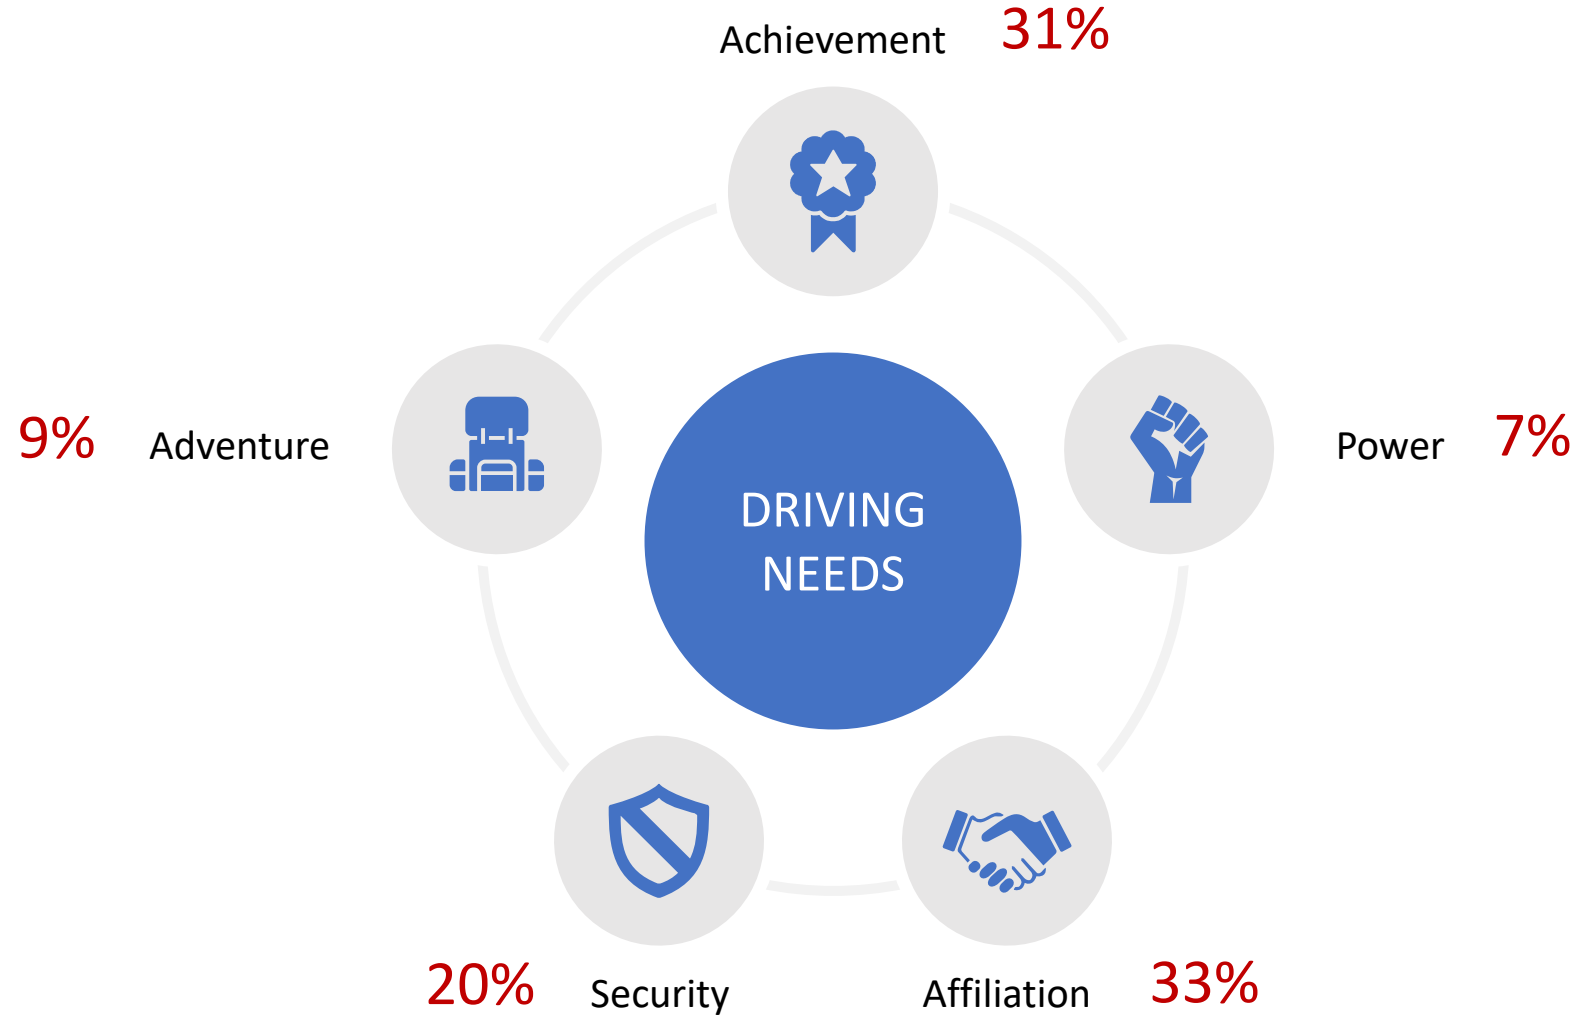 Achievement 31%
9% Adventure
Power 7%
DRIVING
NEEDS
20% Security
Affiliation 33%